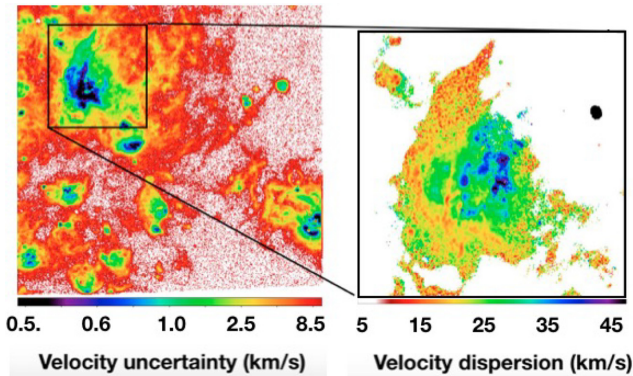 0.5. 0.6 1.0 2.5 8.5
5 15 25 35 45
Velocity uncertainty (km/s)
Velocity dispersion (km/s)